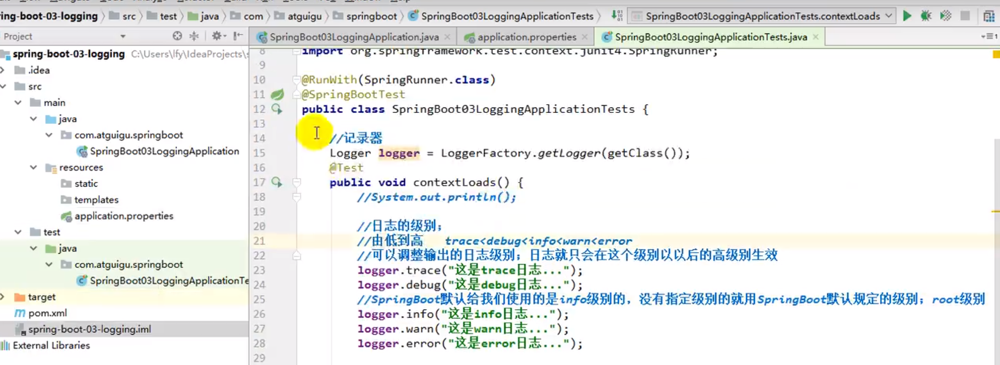 ing-boot-03-logging src test java com atguigu springboot SpringBoot03LoggingApplicationTests SpringBoot03LoggingApplicationTests.contextLoads
Project
SpringBoot03LoggingApplication.java application.properties SpringBoot03LoggingApplicationTests.java
spring-boot-03-logging C:\Users\lfy\IdeaProjects\s
.idea
src
main
java
com.atguigu.springboot
SpringBoot03LoggingApplication
resources
static
templates
application.properties
test
java
com.atguigu.springboot
SpringBoot03LoggingApplicationTe
target
pom.xml
spring-boot-03-logging.iml
External Libraries
8 import org.springframework.test.context.junit4.SpringRunner;
9
10 @RunWith(SpringRunner.class)
11 @SpringBootTest
12 public class SpringBoot03LoggingApplicationTests {
13
14 //记录器
15 Logger logger = LoggerFactory.getLogger(getClass());
16 @Test
17 public void contextLoads() {
18 //System.out.println();
19
20 //日志的级别；
21 //由低到高 trace<debug<info<warn<error
22 //可以调整输出的日志级别；日志就只会在这个级别以以后的高级别生效
23 logger.trace("这是trace日志...");
24 logger.debug("这是debug日志...");
25 //SpringBoot默认给我们使用的是info级别的，没有指定级别的就用SpringBoot默认规定的级别；root级别
26 logger.info("这是info日志...");
27 logger.warn("这是warn日志...");
28 logger.error("这是error日志...");
29